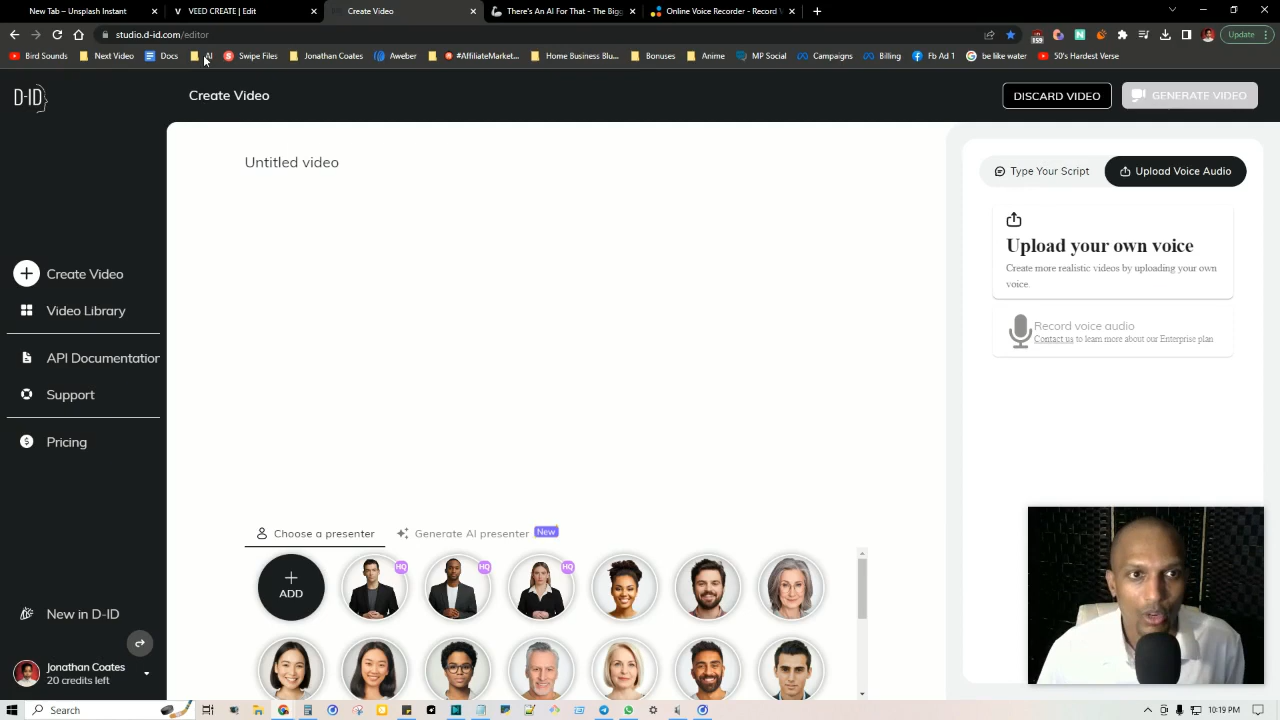 New Tab – Unsplash Instant
VEED CREATE | Edit
Create Video
There's An AI For That - The Bigg
Online Voice Recorder - Record V
studio.d-id.com/editor
Update
Bird Sounds
Next Video
Docs
AI
Swipe Files
Jonathan Coates
Aweber
#AffiliateMarket...
Home Business Blu...
Bonuses
Anime
MP Social
Campaigns
Billing
Fb Ad 1
be like water
50's Hardest Verse
D-ID
Create Video
DISCARD VIDEO
GENERATE VIDEO
Untitled video
Type Your Script
Upload Voice Audio
Upload your own voice
Create more realistic videos by uploading your own
voice.
Record voice audio
Contact us to learn more about our Enterprise plan
Create Video
Video Library
API Documentation
Support
Pricing
Choose a presenter
Generate AI presenter
New
ADD
HQ
HQ
HQ
New in D-ID
Jonathan Coates
20 credits left
Search
10:19 PM